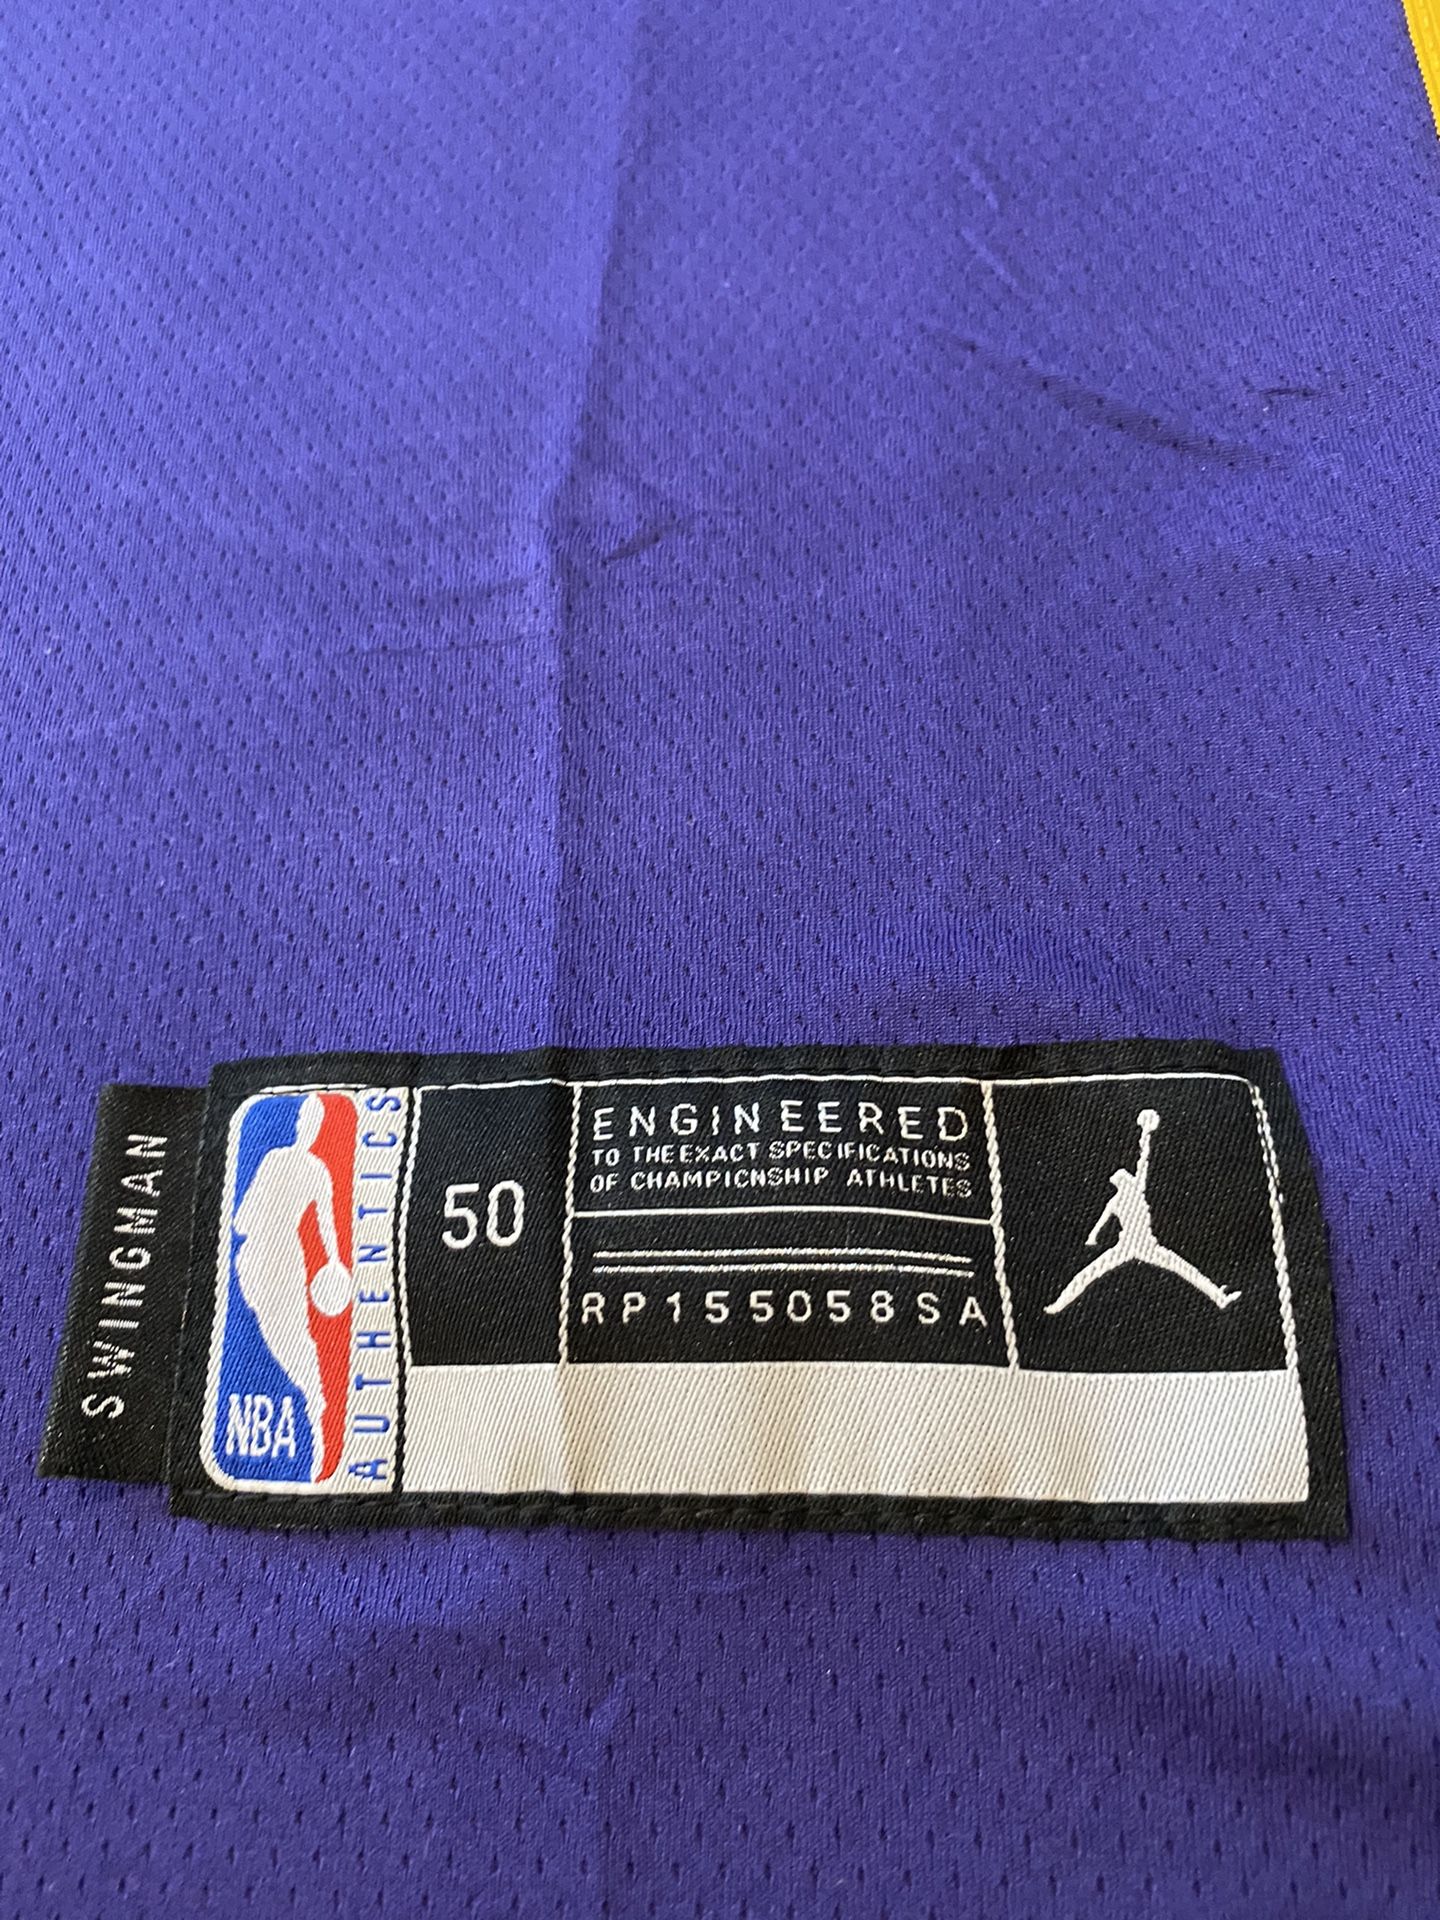 SWINGMAN
NBA
AUTHENTICS
50
ENGINEERED
TO THE EXACT SPECIFICATIONS
OF CHAMPICNSHIP ATHLETES
RP155058SA